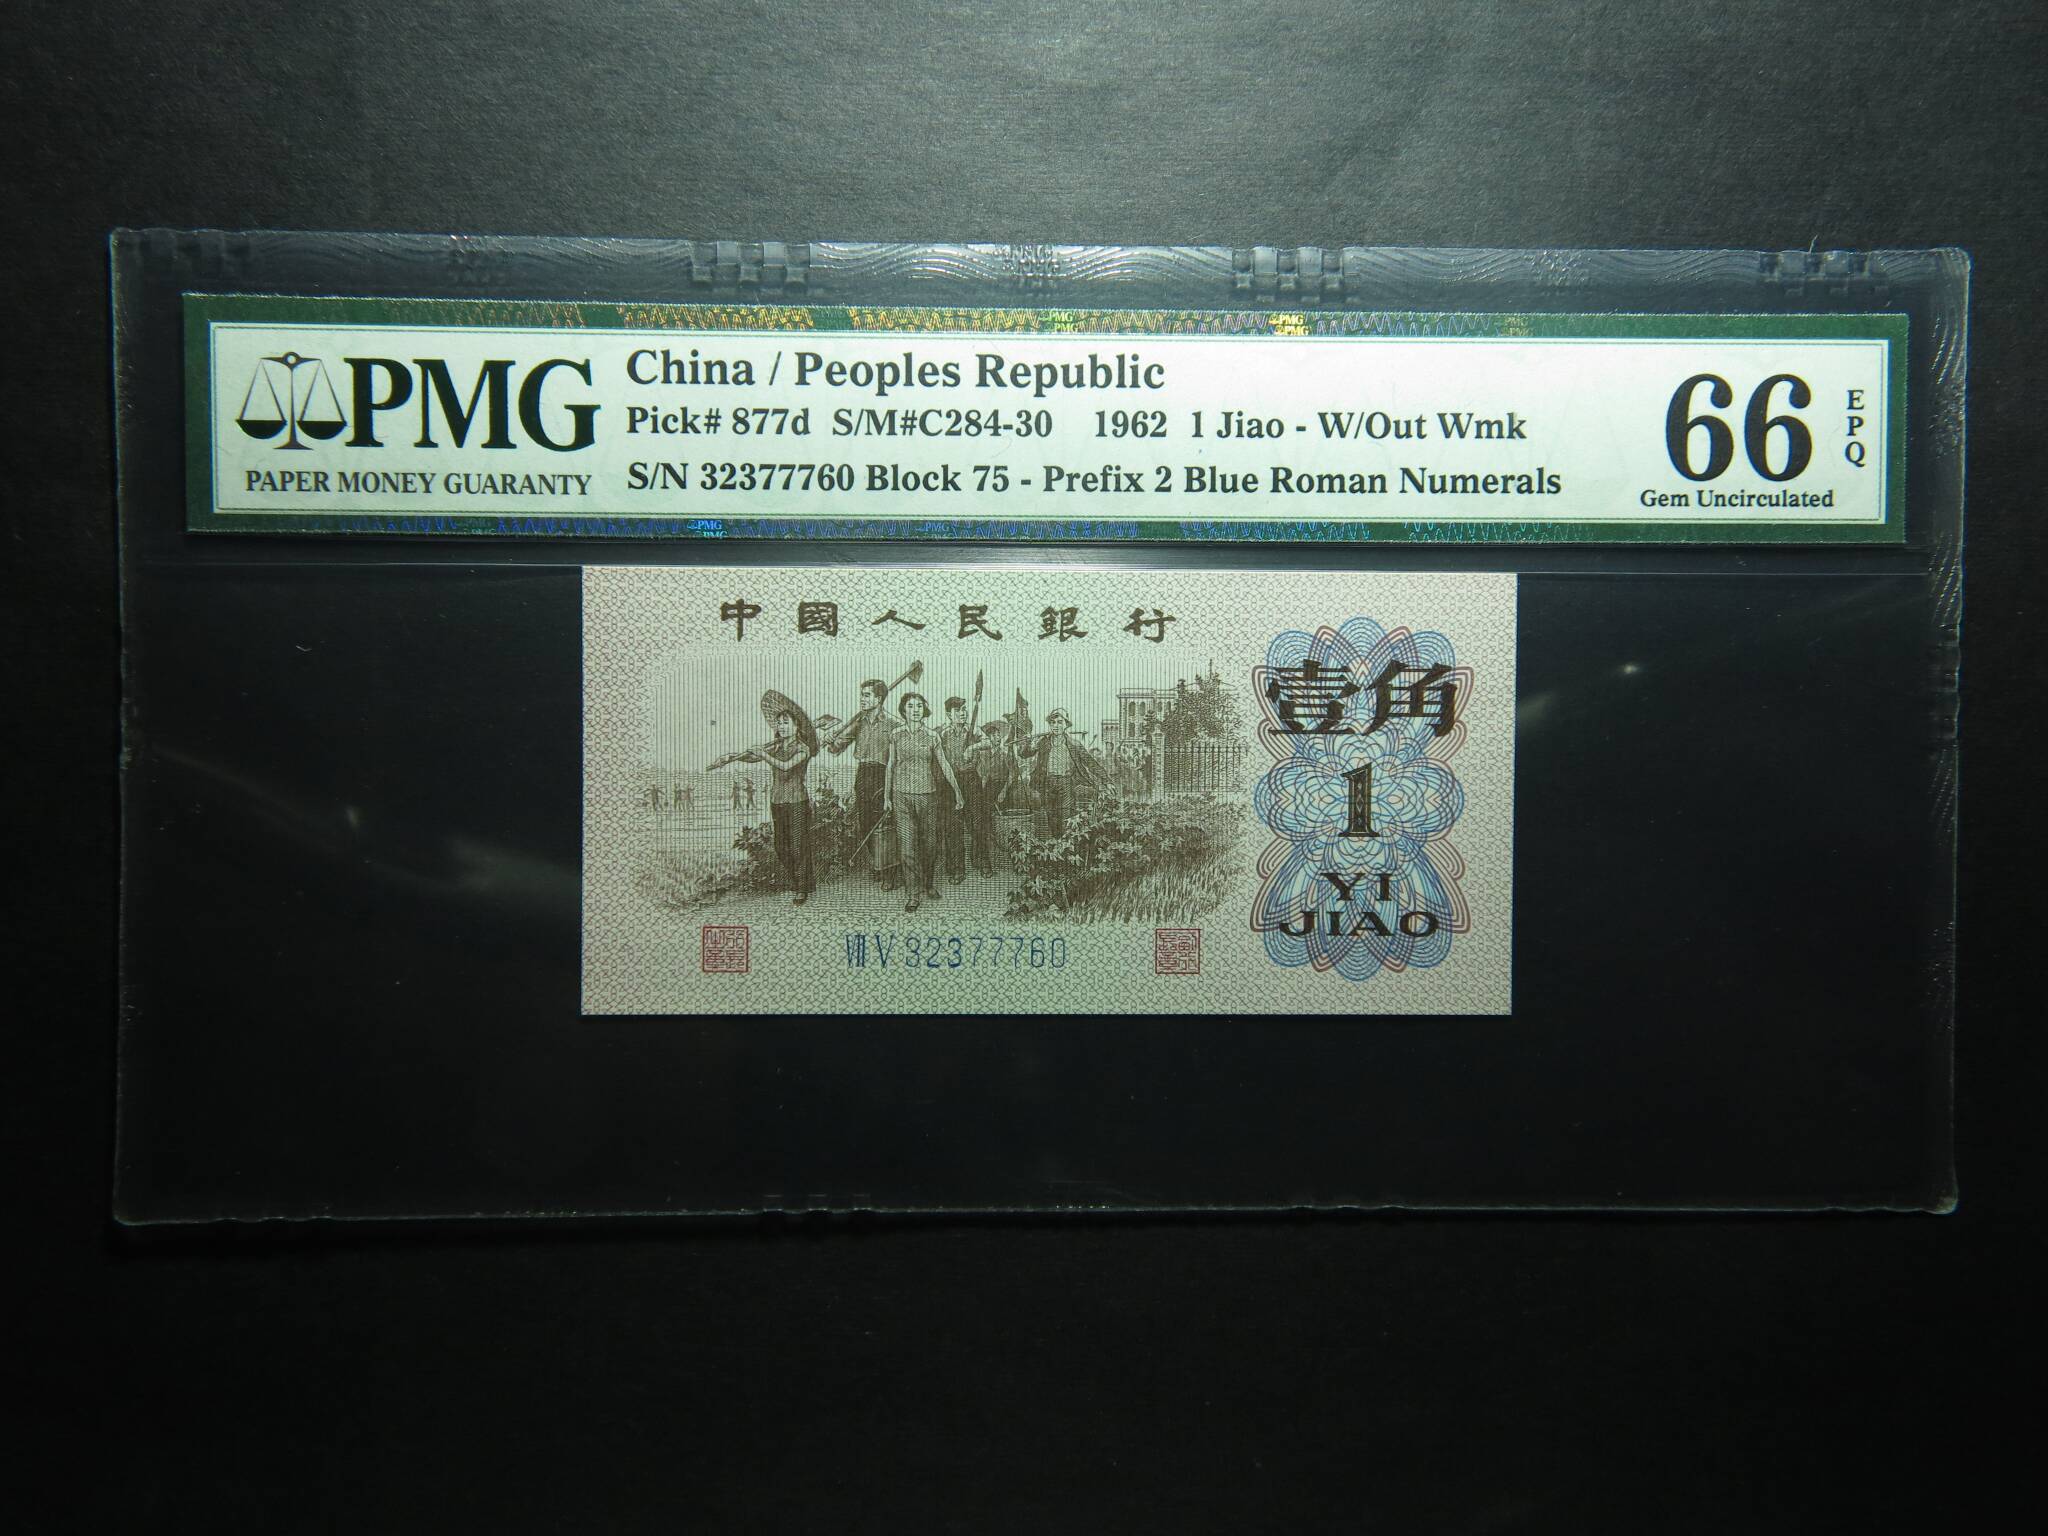 PMG
PAPER MONEY GUARANTY
China / Peoples Republic
Pick# 877d S/M#C284-30 1962 1 Jiao - W/Out Wmk
S/N 32377760 Block 75 - Prefix 2 Blue Roman Numerals
66
EPQ
Gem Uncirculated
中國人民銀行
壹角
1
YI
JIAO
VII V 32377760